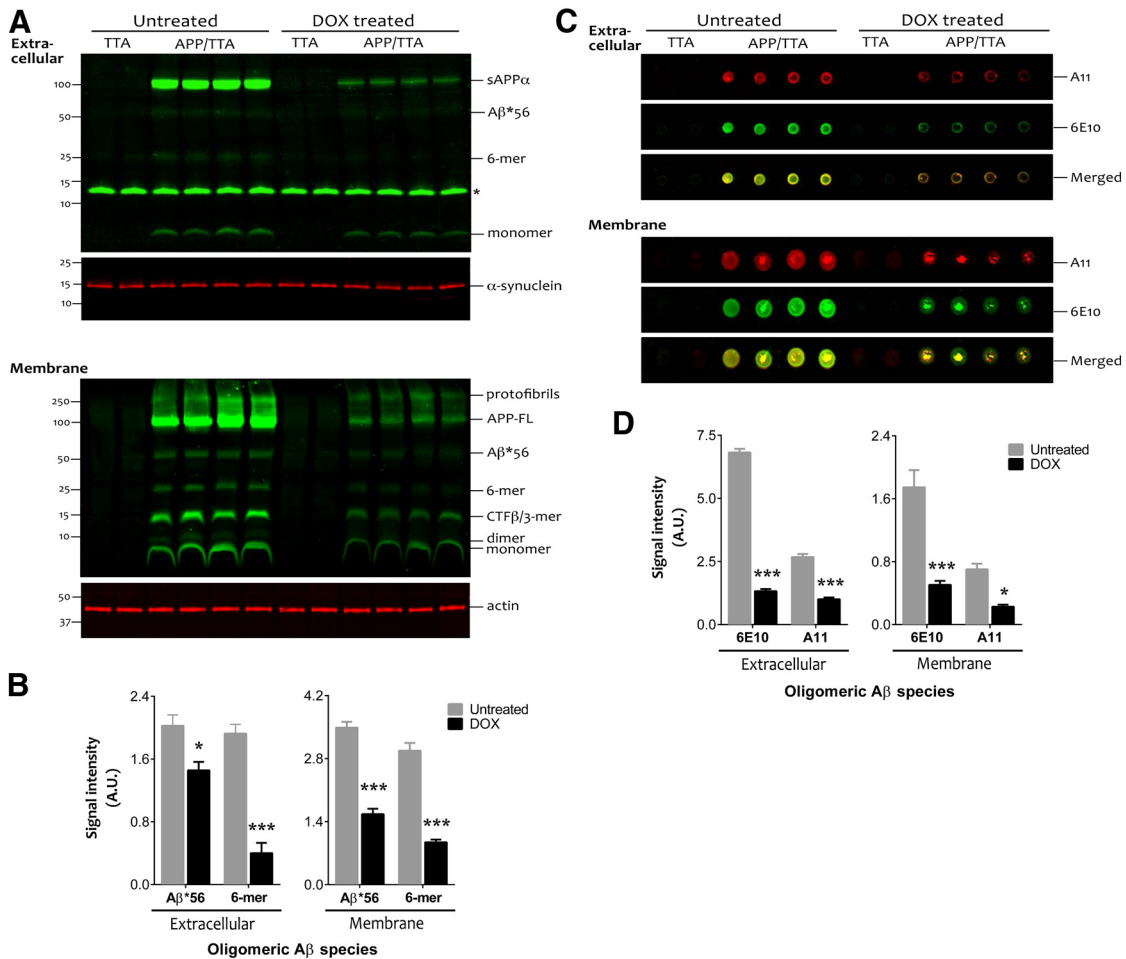 A
Untreated DOX treated
Extra-
cellular
TTA APP/TTA TTA APP/TTA
100
50
25
15
10
sAPPα
Aβ*56
6-mer
*
monomer
25
15
10
α-synuclein
Membrane
250
100
50
25
15
10
protofibrils
APP-FL
Aβ*56
6-mer
CTFβ/3-mer
dimer
monomer
50
37
actin
B
Signal intensity
(A.U.)
2.4
1.6
0.8
0.0
*
***
Aβ*56 6-mer
Extracellular
4.2
2.8
1.4
0.0
***
***
Aβ*56 6-mer
Membrane
Untreated
DOX
Oligomeric Aβ species
C
Untreated DOX treated
Extra-
cellular
TTA APP/TTA TTA APP/TTA
A11
6E10
Merged
Membrane
A11
6E10
Merged
D
Signal intensity
(A.U.)
7.5
5.0
2.5
0.0
***
***
6E10 A11
Extracellular
2.4
1.6
0.8
0.0
***
*
6E10 A11
Membrane
Untreated
DOX
Oligomeric Aβ species